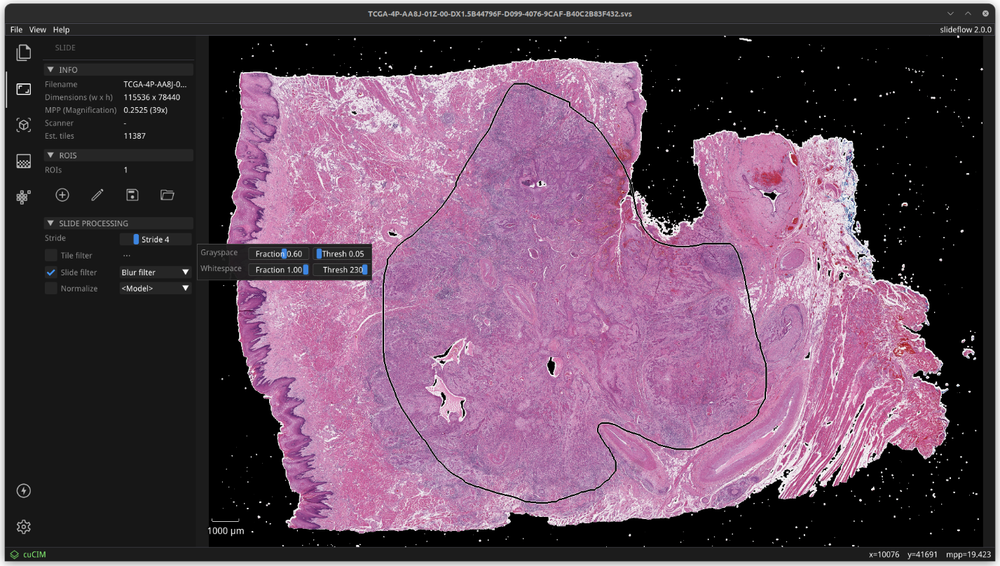 TCGA-4P-AA8J-01Z-00-DX1.5B44796F-D099-4076-9CAF-B40C2B83F432.svs
File View Help
slideflow 2.0.0
SLIDE
INFO
Filename TCGA-4P-AA8J-0...
Dimensions (w x h) 115536 x 78440
MPP (Magnification) 0.2525 (39x)
Scanner -
Est. tiles 11387
ROIS
ROIs 1
SLIDE PROCESSING
Stride Stride 4
Tile filter ...
Slide filter Blur filter
Normalize <Model>
Grayspace Fraction 0.60 Thresh 0.05
Whitespace Fraction 1.00 Thresh 230
1000 µm
cuCIM
x=10076 y=41691 mpp=19.423